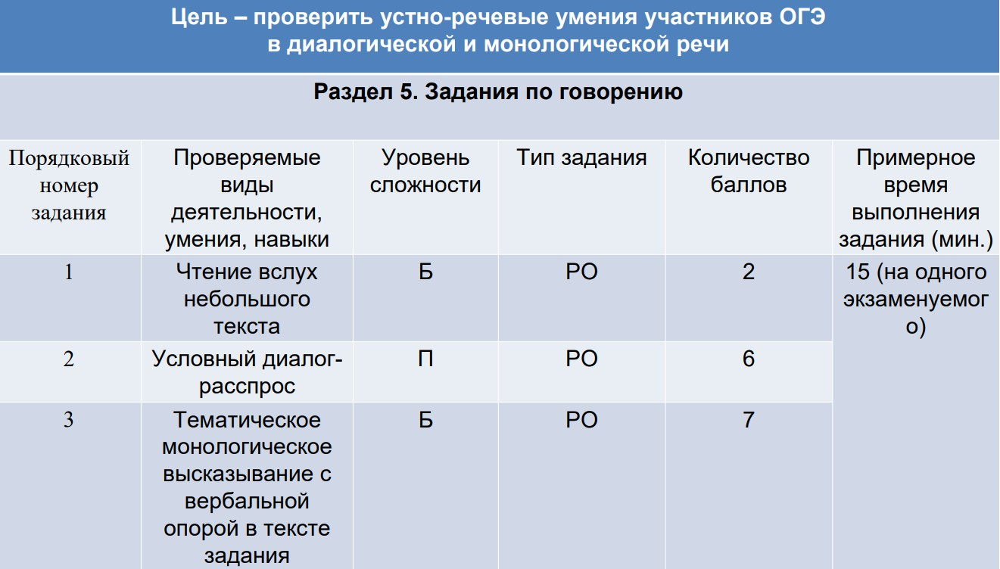 Цель – проверить устно-речевые умения участников ОГЭ
в диалогической и монологической речи
Раздел 5. Задания по говорению
Порядковый
номер
задания
Проверяемые
виды
деятельности,
умения, навыки
Уровень
сложности
Тип задания
Количество
баллов
Примерное
время
выполнения
задания (мин.)
1
Чтение вслух
небольшого
текста
Б
РО
2
15 (на одного
экзаменуемог
о)
2
Условный диалог-
расспрос
П
РО
6
3
Тематическое
монологическое
высказывание с
вербальной
опорой в тексте
задания
Б
РО
7